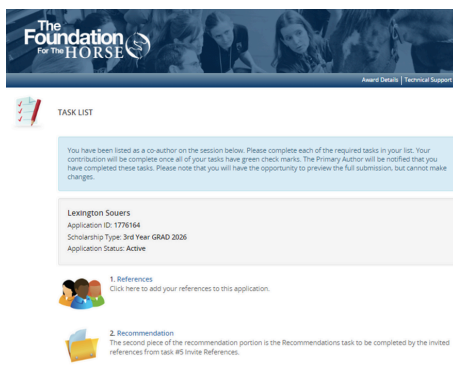 The
Foundation
For The HORSE
Award Details | Technical Support
TASK LIST
You have been listed as a co-author on the session below. Please complete each of the required tasks in your list. Your
contribution will be complete once all of your tasks have green check marks. The Primary Author will be notified that you
have completed these tasks. Please note that you will have the opportunity to preview the full submission, but cannot make
changes.
Lexington Souers
Application ID: 1776164
Scholarship Type: 3rd Year GRAD 2026
Application Status: Active
1. References
Click here to add your references to this application.
2. Recommendation
The second piece of the recommendation portion is the Recommendations task to be completed by the invited
references from task #5 Invite References.